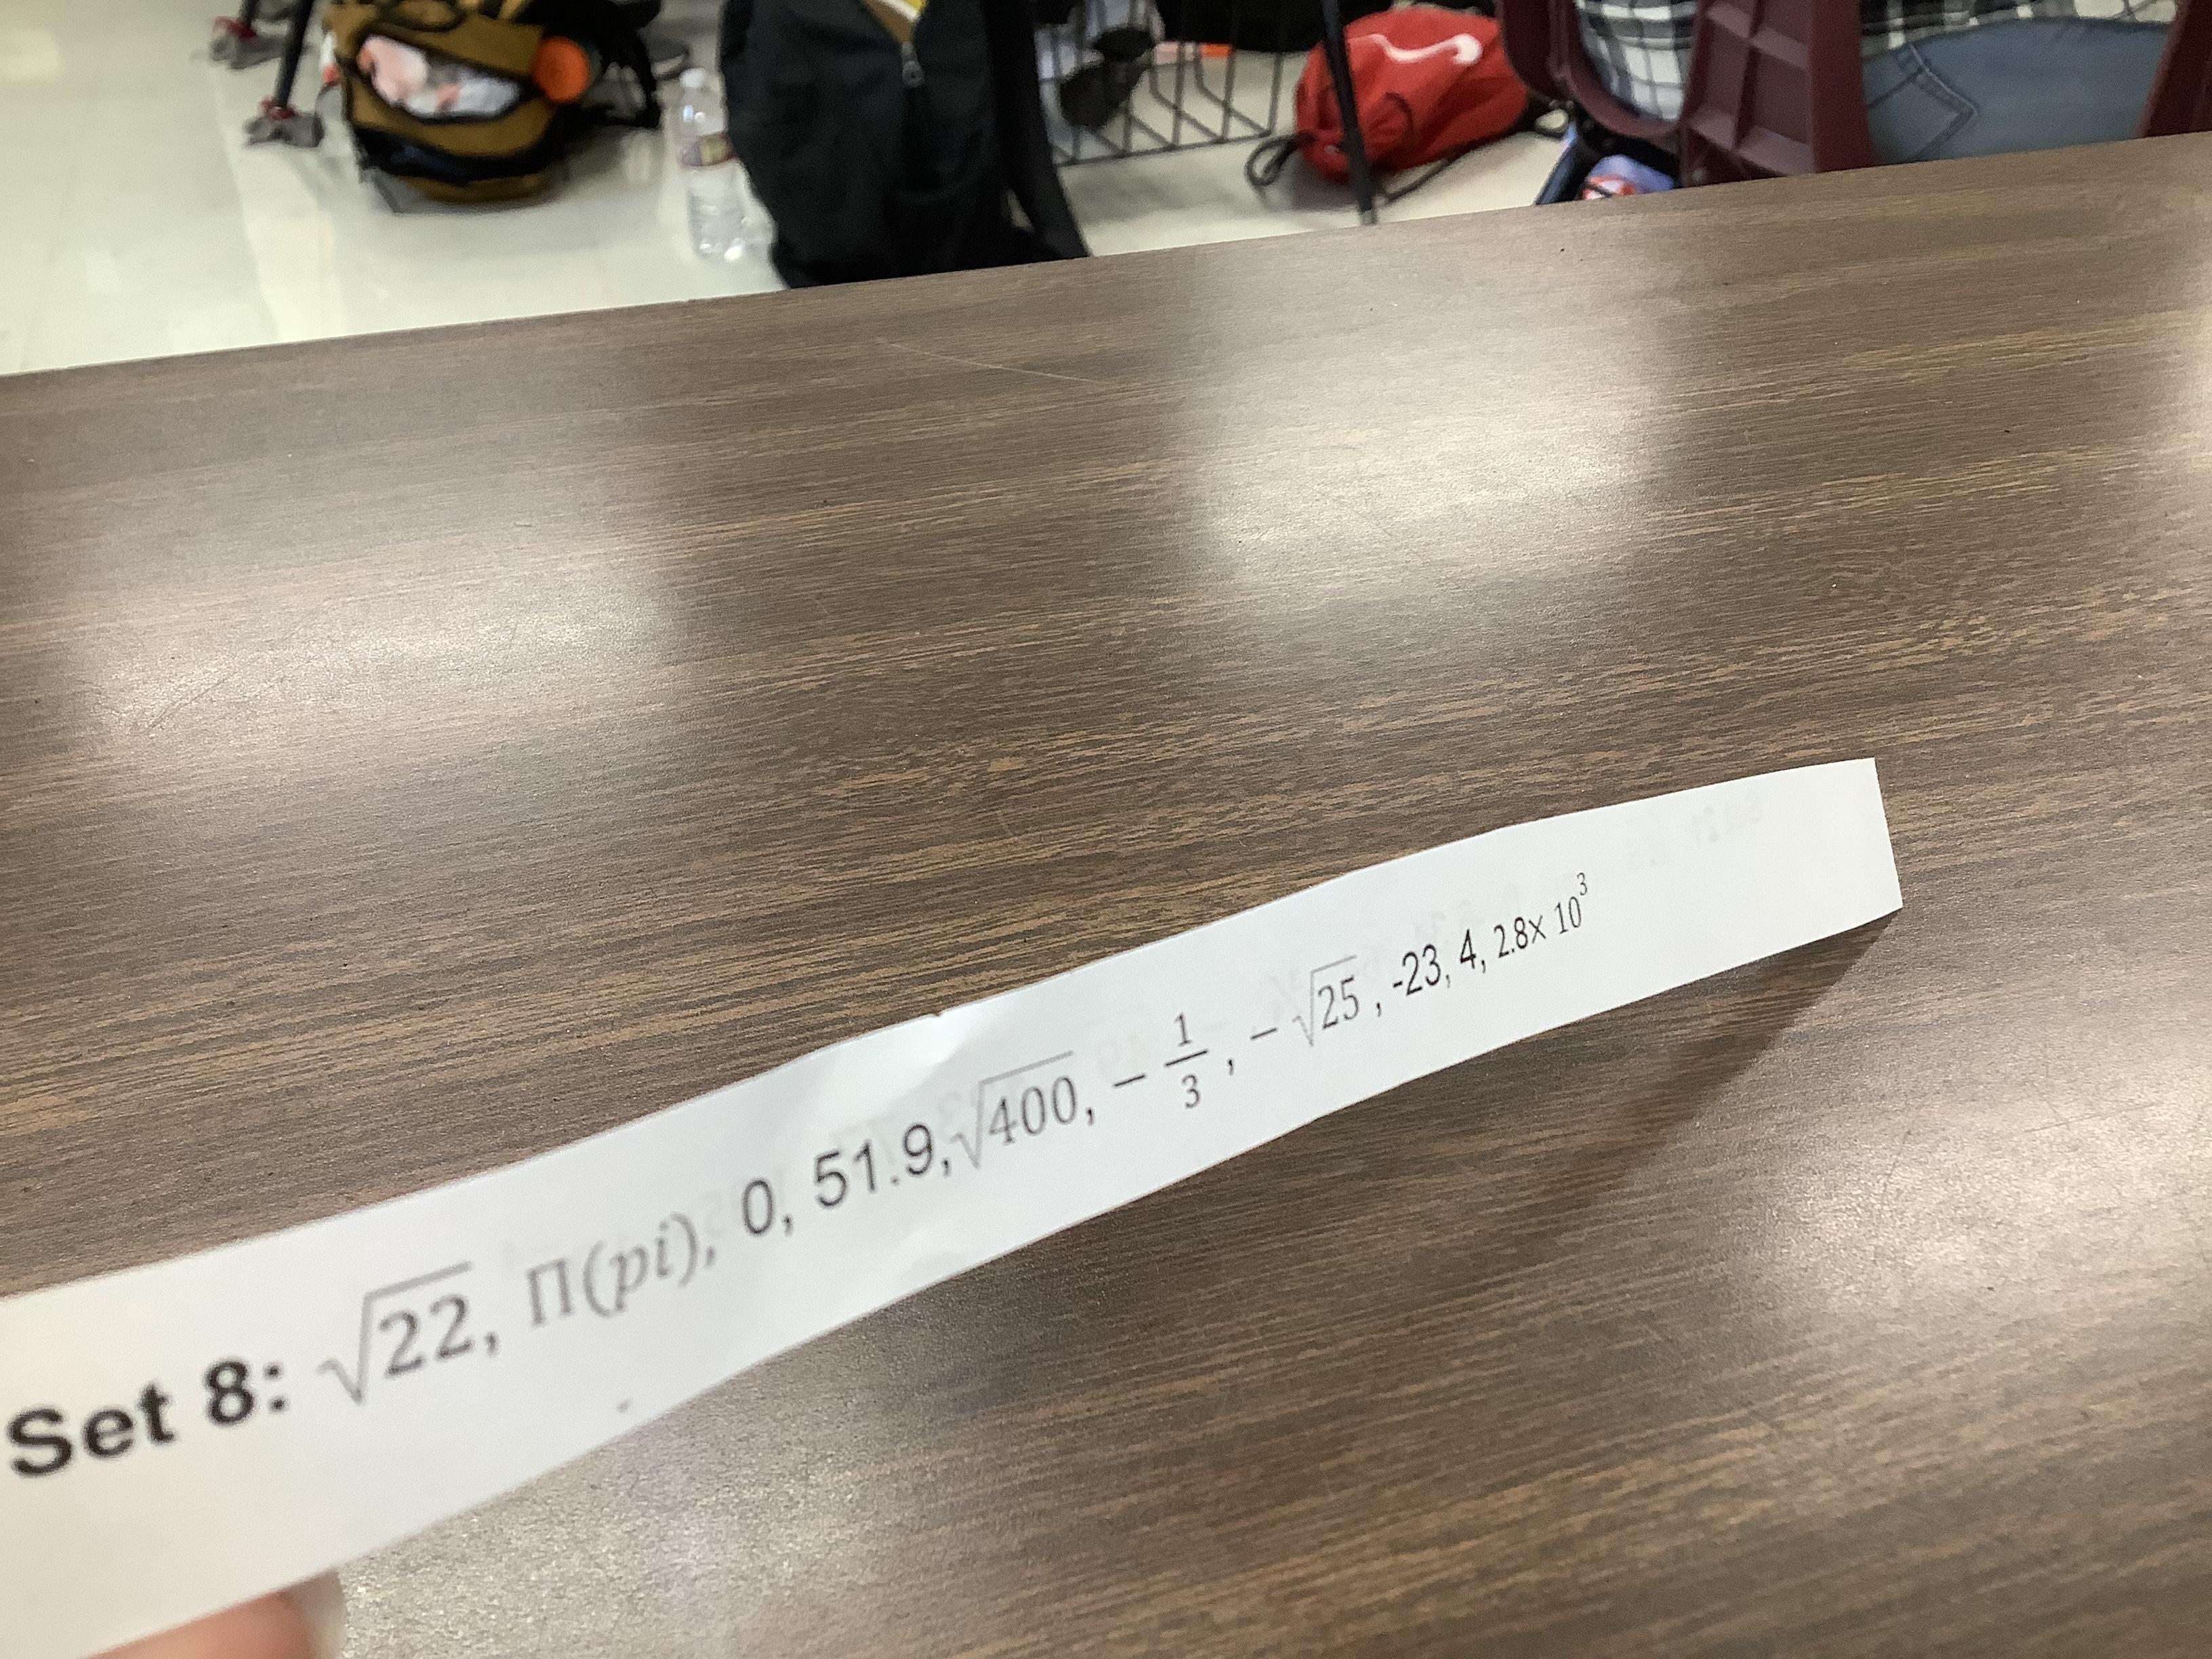 Set 8: √22, Π(pi), 0, 51.9, √400, − 1/3, − √25, -23, 4, 2.8× 10³